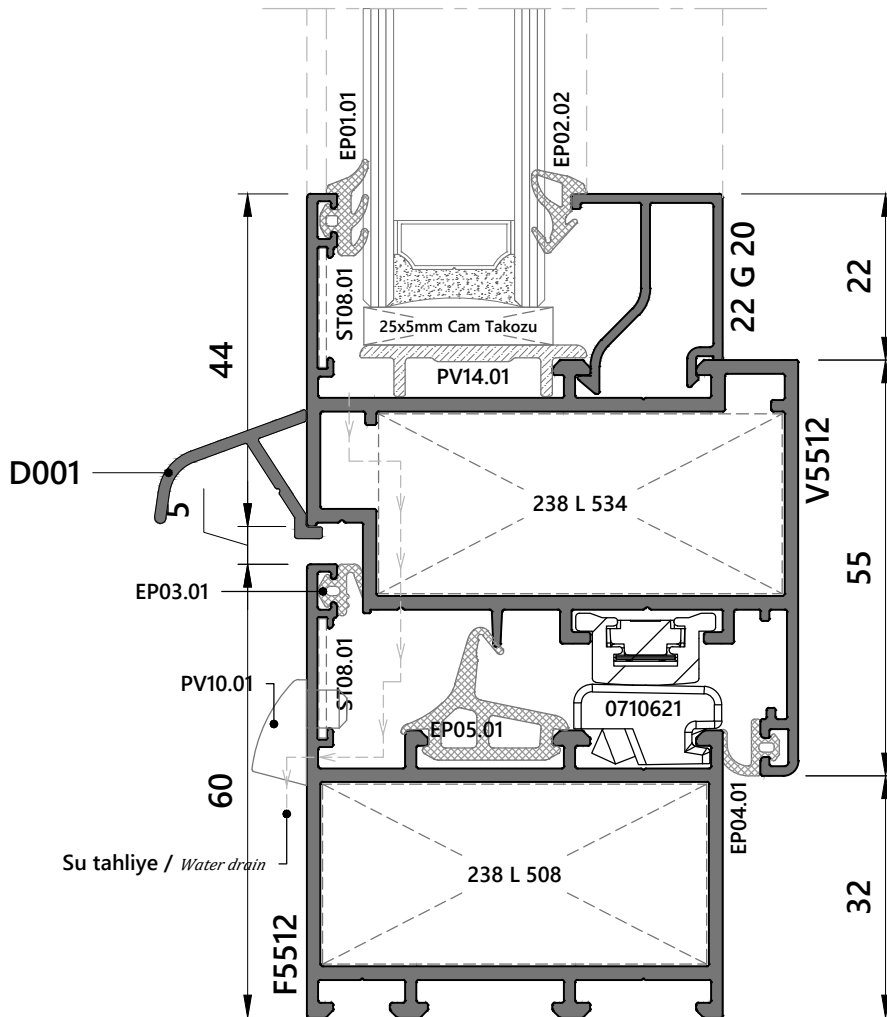 EP01.01
EP02.02
ST08.01
22 G 20
22
25x5mm Cam Takozu
44
PV14.01
D001
V5512
5
238 L 534
55
EP03.01
ST08.01
PV10.01
0710621
EP05.01
60
EP04.01
Su tahliye / Water drain
238 L 508
32
F5512